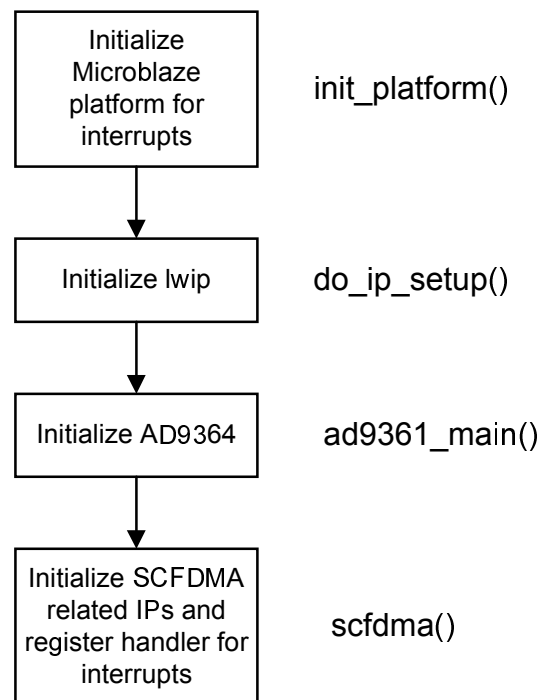 Initialize
Microblaze
platform for
interrupts
init_platform()
Initialize lwip
do_ip_setup()
Initialize AD9364
ad9361_main()
Initialize SCFDMA
related IPs and
register handler for
interrupts
scfdma()